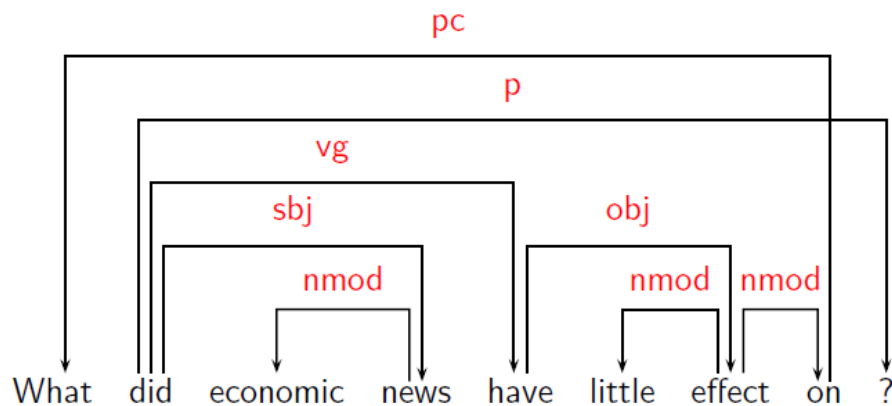 pc
p
vg
sbj obj
nmod nmod nmod
What did economic news have little effect on ?